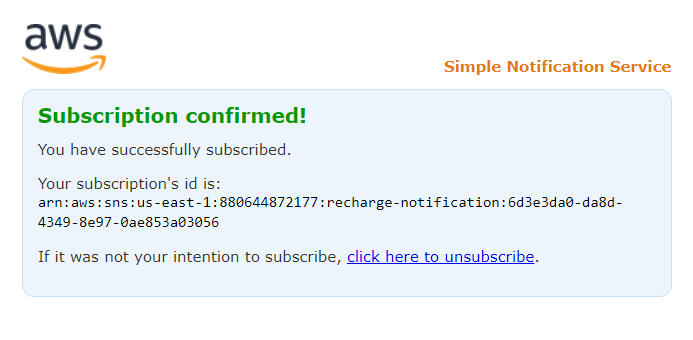 aws
Simple Notification Service
Subscription confirmed!
You have successfully subscribed.
Your subscription's id is:
arn:aws:sns:us-east-1:880644872177:recharge-notification:6d3e3da0-da8d-
4349-8e97-0ae853a03056
If it was not your intention to subscribe, click here to unsubscribe.